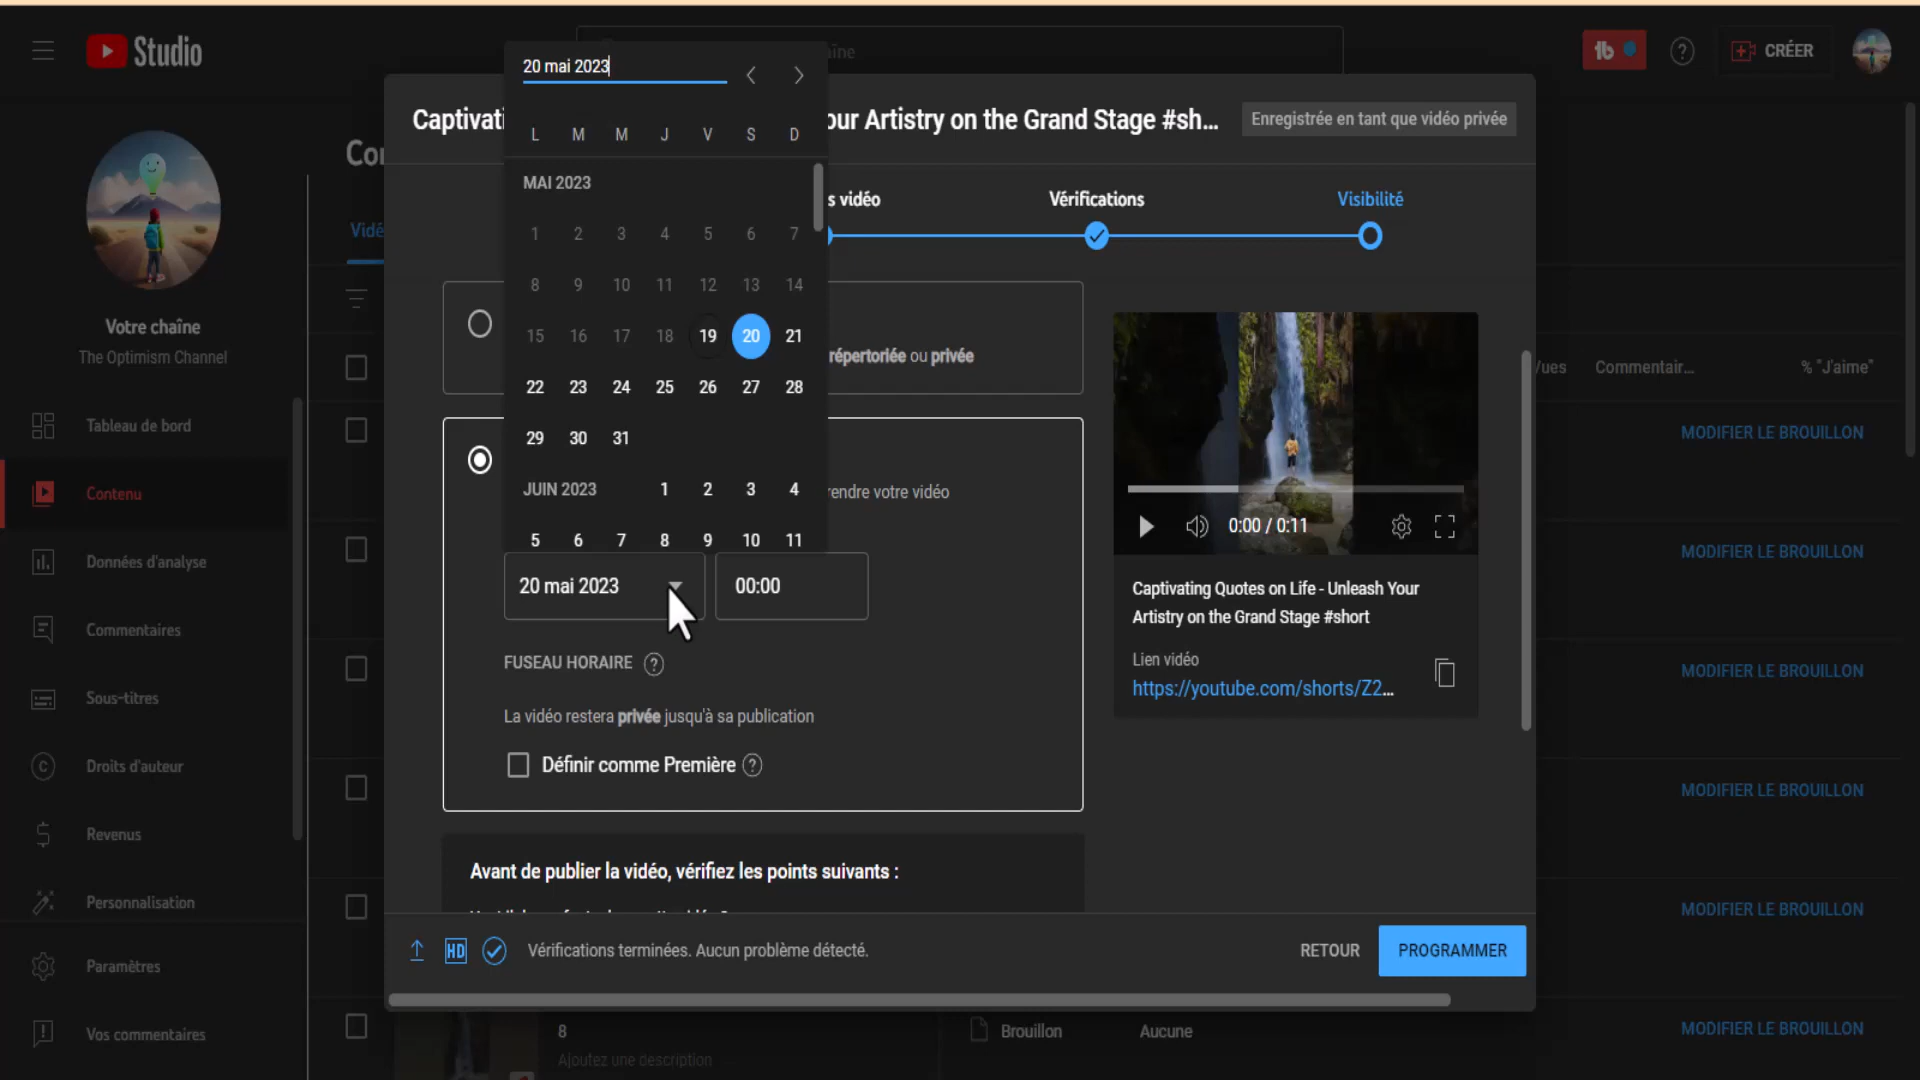 Studio
CRÉER
Votre chaîne
The Optimism Channel
Tableau de bord
Contenu
Données d'analyse
Commentaires
Sous-titres
Droits d'auteur
Revenus
Personnalisation
Paramètres
Vos commentaires
20 mai 2023
L M M J V S D
MAI 2023
1 2 3 4 5 6 7
8 9 10 11 12 13 14
15 16 17 18 19 20 21
22 23 24 25 26 27 28
29 30 31
JUIN 2023 1 2 3 4
5 6 7 8 9 10 11
our Artistry on the Grand Stage #sh...
Enregistrée en tant que vidéo privée
s vidéo
Vérifications
Visibilité
répertoriée ou privée
rendre votre vidéo
20 mai 2023
00:00
FUSEAU HORAIRE
La vidéo restera privée jusqu'à sa publication
Définir comme Première
Avant de publier la vidéo, vérifiez les points suivants :
0:00 / 0:11
Captivating Quotes on Life - Unleash Your
Artistry on the Grand Stage #short
Lien vidéo
https://youtube.com/shorts/Z2...
HD
Vérifications terminées. Aucun problème détecté.
RETOUR
PROGRAMMER
Commentair...
% "J'aime"
MODIFIER LE BROUILLON
MODIFIER LE BROUILLON
MODIFIER LE BROUILLON
MODIFIER LE BROUILLON
MODIFIER LE BROUILLON
MODIFIER LE BROUILLON
8
Ajoutez une description
Brouillon
Aucune